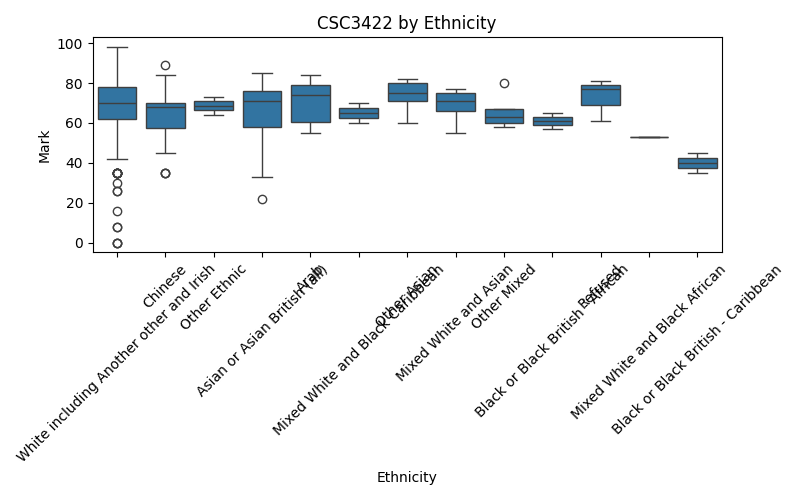 CSC3422 by Ethnicity
Mark
100
80
60
40
20
0
White including Another other and Irish
Chinese
Other Ethnic
Asian or Asian British (all)
Arab
Mixed White and Black Caribbean
Other Asian
Mixed White and Asian
Other Mixed
Black or Black British - African
Refused
Mixed White and Black African
Black or Black British - Caribbean
Ethnicity